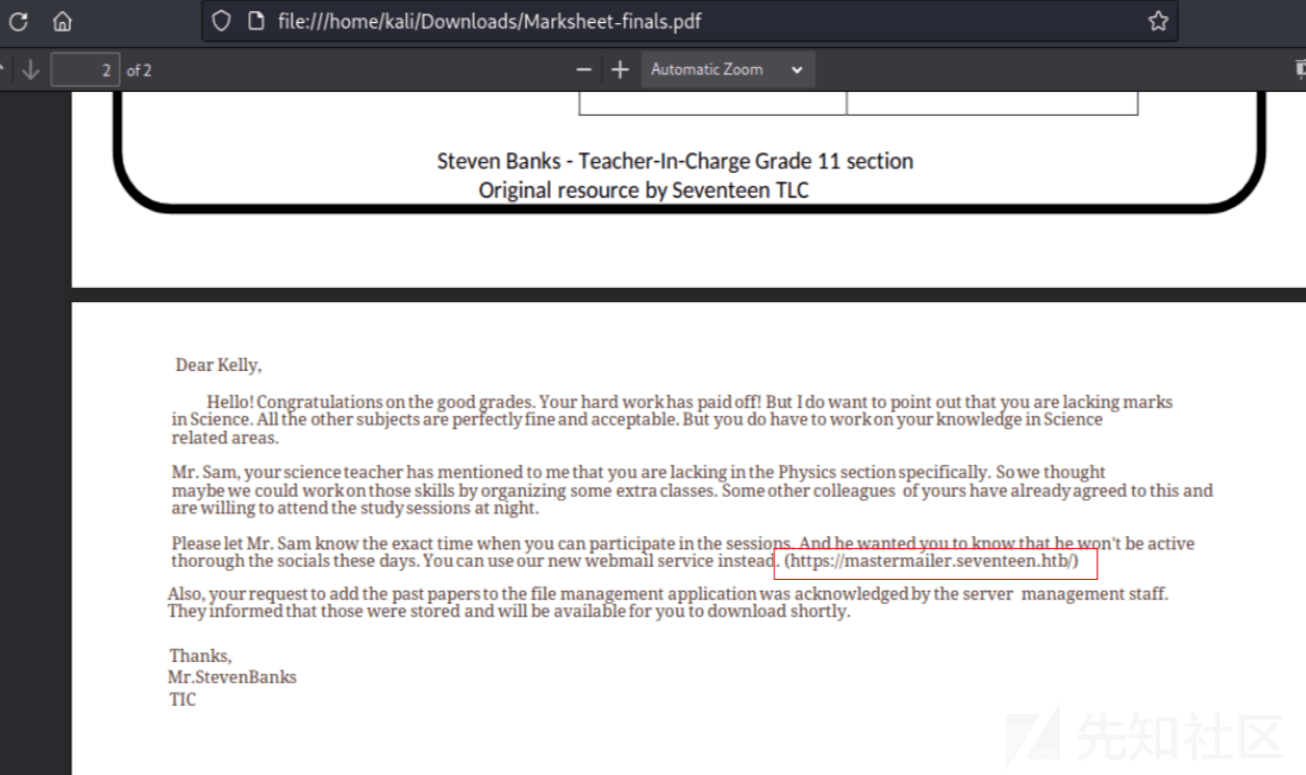 file:///home/kali/Downloads/Marksheet-finals.pdf
2 of 2
Automatic Zoom
Steven Banks - Teacher-In-Charge Grade 11 section
Original resource by Seventeen TLC
Dear Kelly,
Hello! Congratulations on the good grades. Your hard work has paid off! But I do want to point out that you are lacking marks
in Science. All the other subjects are perfectly fine and acceptable. But you do have to work on your knowledge in Science
related areas.
Mr. Sam, your science teacher has mentioned to me that you are lacking in the Physics section specifically. So we thought
maybe we could work on those skills by organizing some extra classes. Some other colleagues of yours have already agreed to this and
are willing to attend the study sessions at night.
Please let Mr. Sam know the exact time when you can participate in the sessions. And he wanted you to know that he won't be active
thorough the socials these days. You can use our new webmail service instead. (https://mastermailer.seventeen.htb/)
Also, your request to add the past papers to the file management application was acknowledged by the server management staff.
They informed that those were stored and will be available for you to download shortly.
Thanks,
Mr.StevenBanks
TIC
先知社区